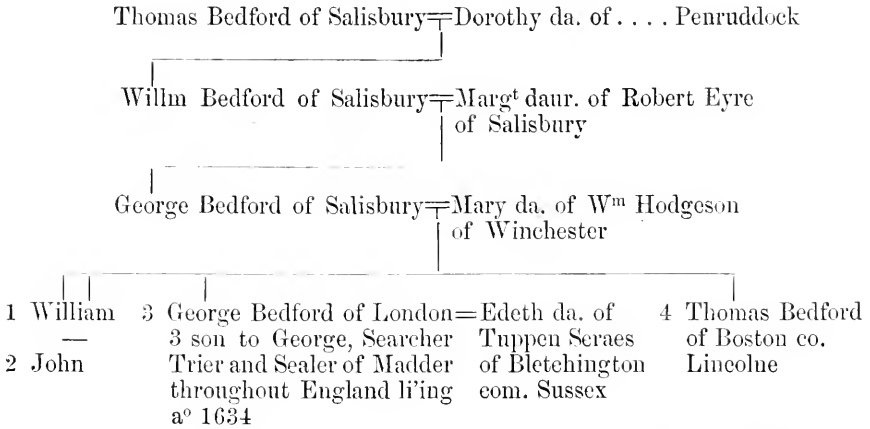 Thomas Bedford of Salisbury=Dorothy da. of . . . . Penruddock
Willm Bedford of Salisbury=Margt daur. of Robert Eyre
of Salisbury
George Bedford of Salisbury=Mary da. of Wm Hodgeson
of Winchester
1 William
—
2 John
3 George Bedford of London=Edeth da. of
3 son to George, Searcher Tuppen Scraes
Trier and Sealer of Madder of Bletchington
throughout England li'ing com. Sussex
ao 1634
4 Thomas Bedford
of Boston co.
Lincolne